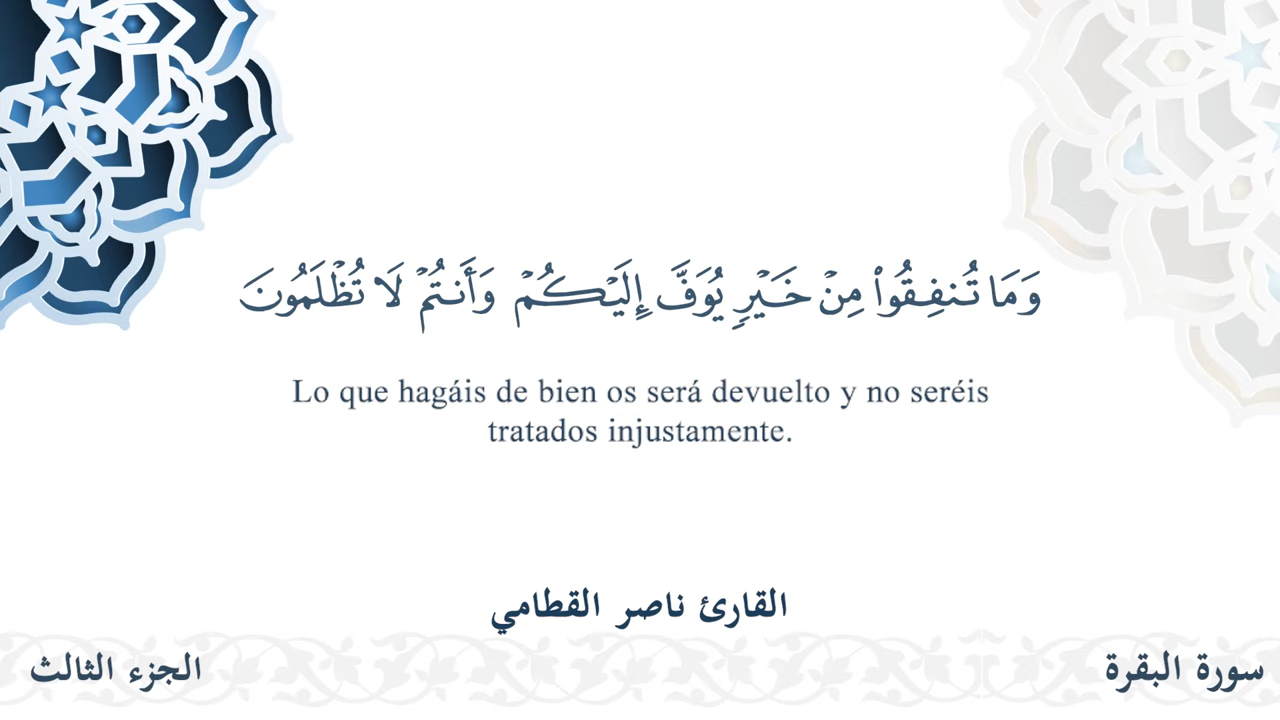 وَمَا تُنفِقُوا۟ مِنْ خَيْرٍ يُوَفَّ إِلَيْكُمْ وَأَنتُمْ لَا تُظْلَمُونَ
Lo que hagáis de bien os será devuelto y no seréis
tratados injustamente.
القارئ ناصر القطامي
سورة البقرة
الجزء الثالث